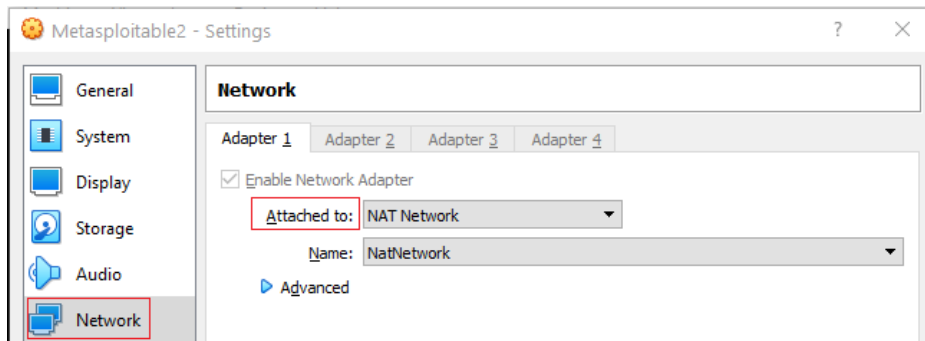 Metasploitable2 - Settings
General
System
Display
Storage
Audio
Network
Network
Adapter 1 Adapter 2 Adapter 3 Adapter 4
Enable Network Adapter
Attached to: NAT Network
Name: NatNetwork
Advanced